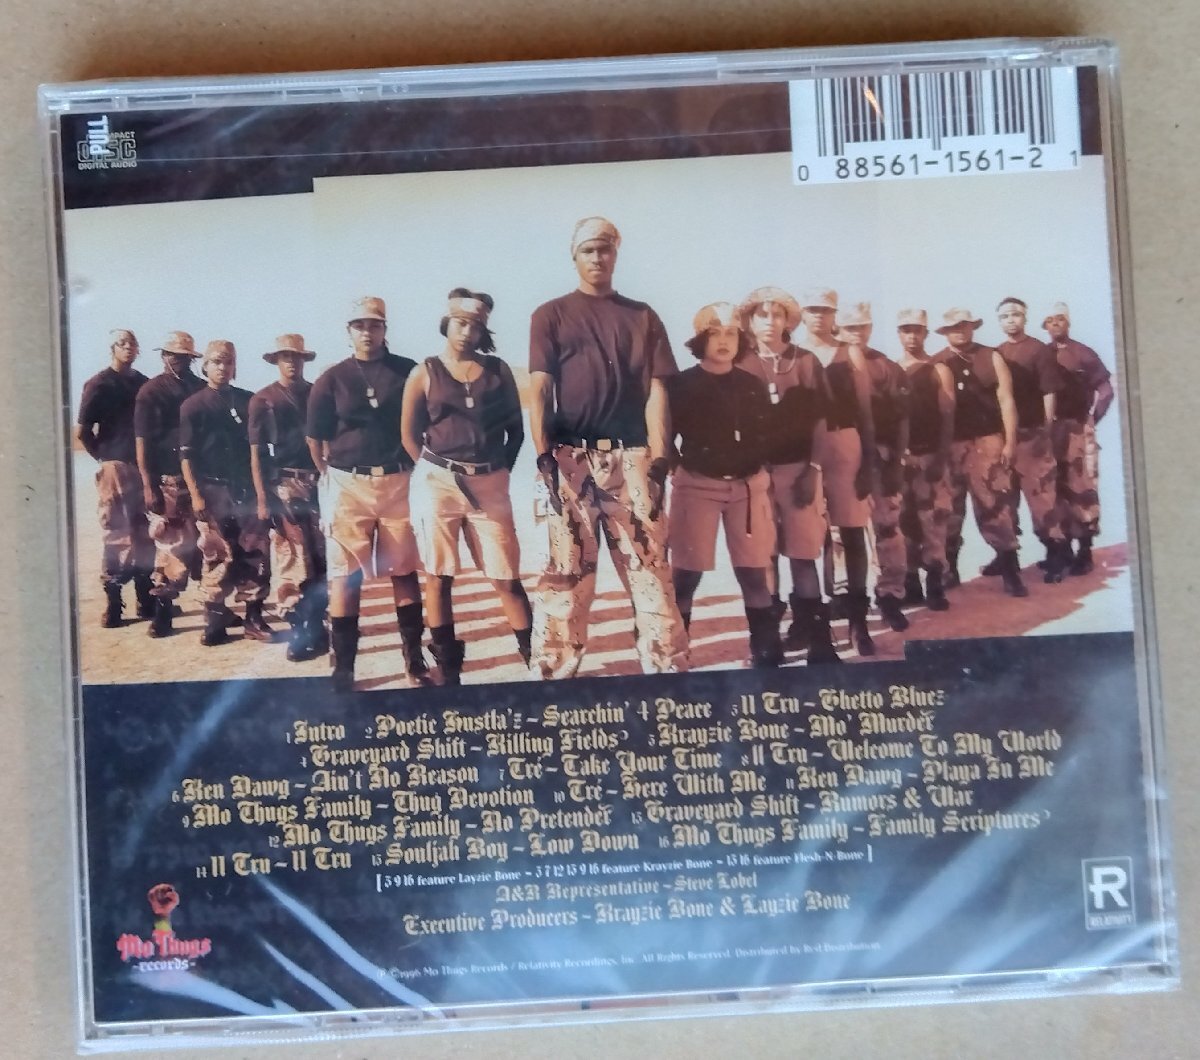 PULL
COMPACT
DISC
DIGITAL AUDIO
0 88561-1561-2 1
1 Intro 2 Poetic Hustla'z ~ Searchin' 4 Peace 3 II Tru ~ Ghetto Bluez
4 Graveyard Shift ~ Killing Fields 5 Krayzie Bone ~ Mo' Murder
6 Ken Dawg ~ Ain't No Reason 7 Tré ~ Take Your Time 8 II Tru ~ Welcome To My World
9 Mo Thugs Family ~ Thug Devotion 10 Tré ~ Here With Me 11 Ken Dawg ~ Playa In Me
12 Mo Thugs Family ~ No Pretender 13 Graveyard Shift ~ Rumors & War
14 II Tru ~ II Tru 15 Souljah Boy ~ Low Down 16 Mo Thugs Family ~ Family Scriptures
[ 3 9 16 feature Layzie Bone ~ 3 7 12 13 9 16 feature Krayzie Bone ~ 13 16 feature Flesh-N-Bone ]
A&R Representative ~ Steve Lobel
Executive Producers ~ Krayzie Bone & Layzie Bone
Mo Thugs
-records-
R
RELATIVITY
℗ ©1996 Mo Thugs Records / Relativity Recordings, Inc. All Rights Reserved. Distributed by Red Distribution.